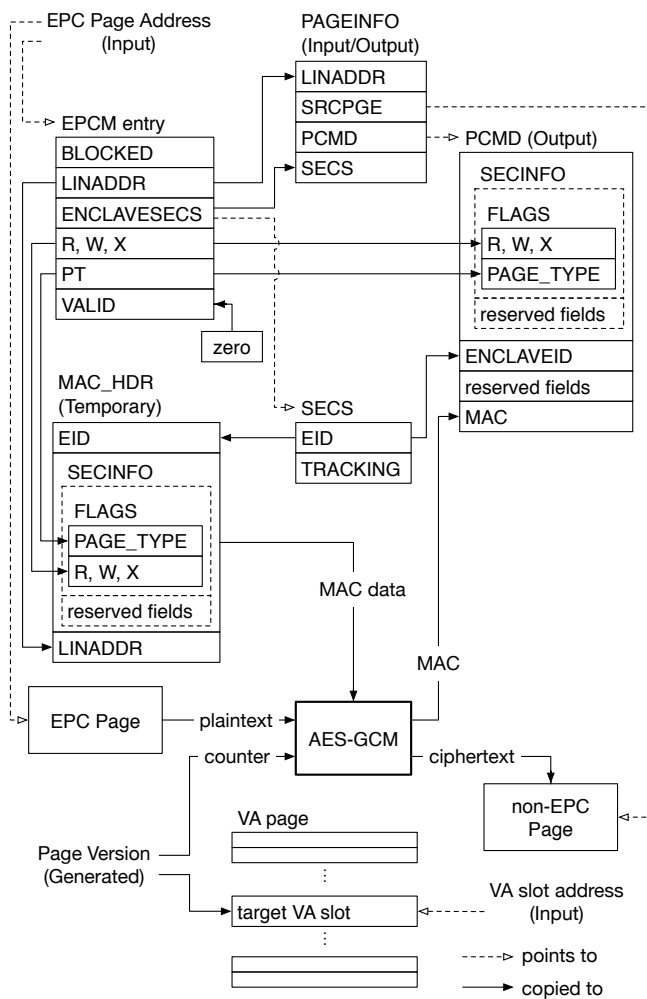 EPC Page Address
(Input)
PAGEINFO
(Input/Output)
LINADDR
SRCPGE
PCMD
SECS
EPCM entry
BLOCKED
LINADDR
ENCLAVESECS
R, W, X
PT
VALID
zero
PCMD (Output)
SECINFO
FLAGS
R, W, X
PAGE_TYPE
reserved fields
ENCLAVEID
reserved fields
MAC
MAC_HDR
(Temporary)
EID
SECINFO
FLAGS
PAGE_TYPE
R, W, X
reserved fields
LINADDR
SECS
EID
TRACKING
MAC data
MAC
EPC Page
plaintext
counter
AES-GCM
ciphertext
non-EPC
Page
VA page
⋮
Page Version
(Generated)
target VA slot
⋮
VA slot address
(Input)
points to
copied to